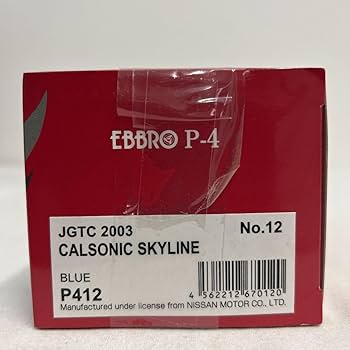 EBBRO P-4
JGTC 2003 No.12
CALSONIC SKYLINE
BLUE
P412
4 562212 670120
Manufactured under license from NISSAN MOTOR CO., LTD.